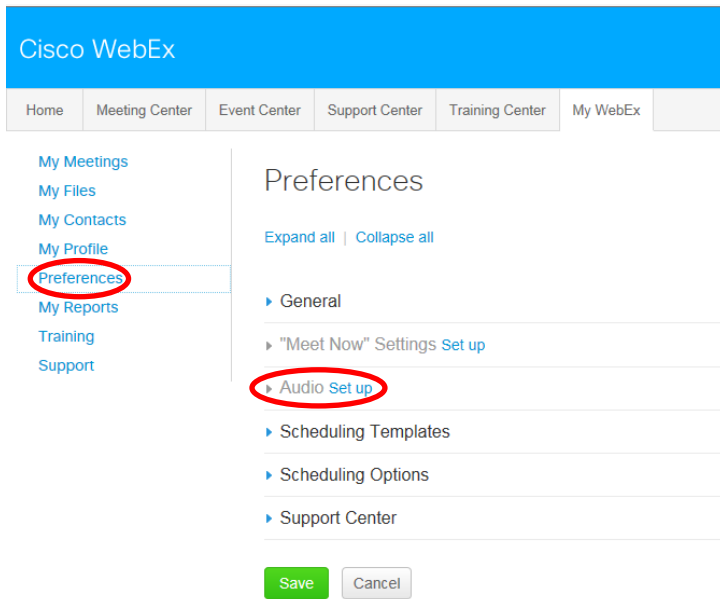 Cisco WebEx
Home Meeting Center Event Center Support Center Training Center My WebEx
My Meetings
My Files
My Contacts
My Profile
Preferences
My Reports
Training
Support
Preferences
Expand all | Collapse all
General
"Meet Now" Settings Set up
Audio Set up
Scheduling Templates
Scheduling Options
Support Center
Save Cancel